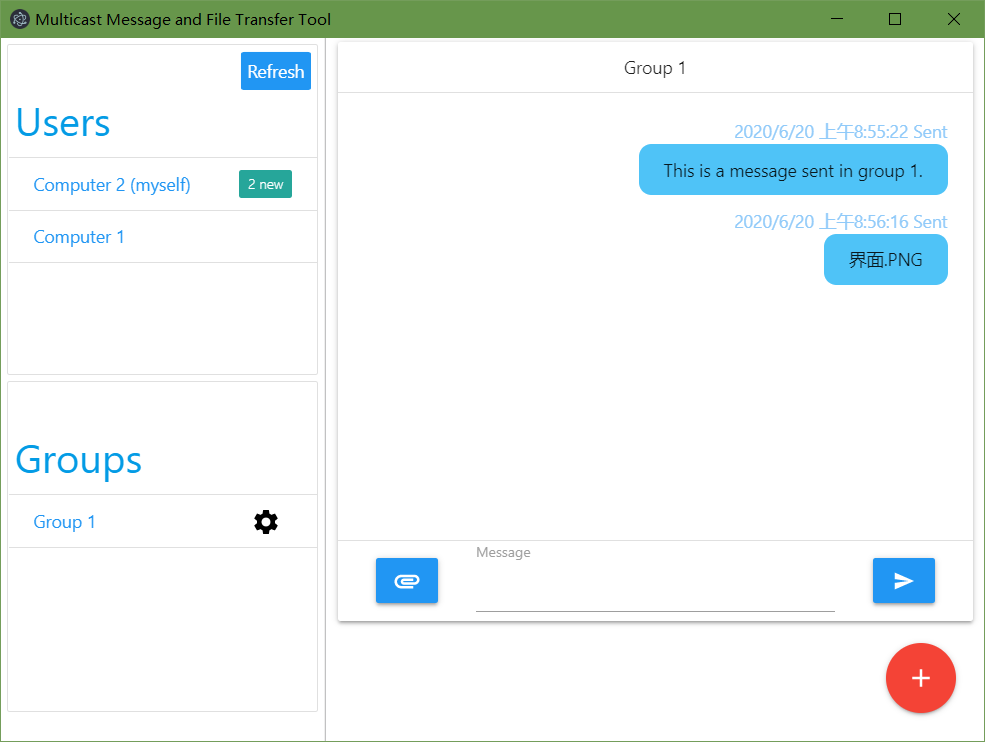 Multicast Message and File Transfer Tool
Refresh
Users
Computer 2 (myself) 2 new
Computer 1
Groups
Group 1
Group 1
2020/6/20 上午8:55:22 Sent
This is a message sent in group 1.
2020/6/20 上午8:56:16 Sent
界面.PNG
Message